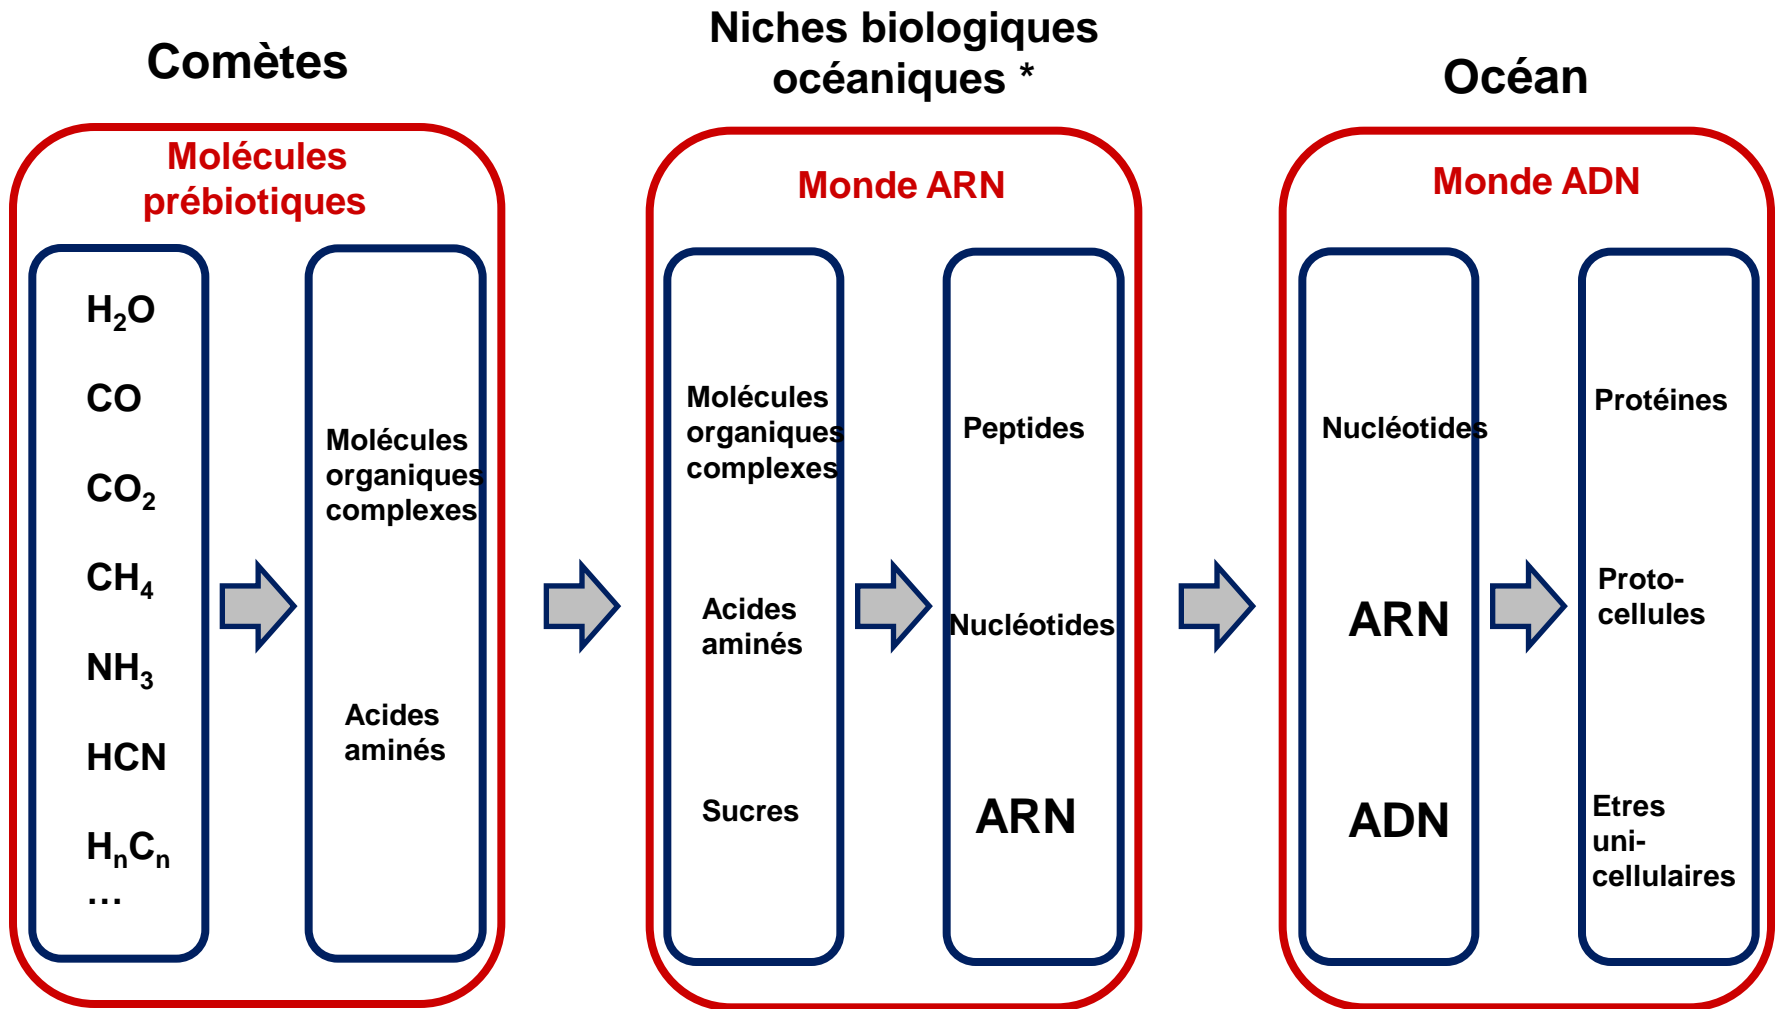 Comètes
Molécules
prébiotiques
H₂O
CO
CO₂
CH₄
NH₃
HCN
HₙCₙ
…
Molécules
organiques
complexes
Acides
aminés
Niches biologiques
océaniques *
Monde ARN
Molécules
organiques
complexes
Acides
aminés
Sucres
Peptides
Nucléotides
ARN
Océan
Monde ADN
Nucléotides
ARN
ADN
Protéines
Proto-
cellules
Etres
uni-
cellulaires